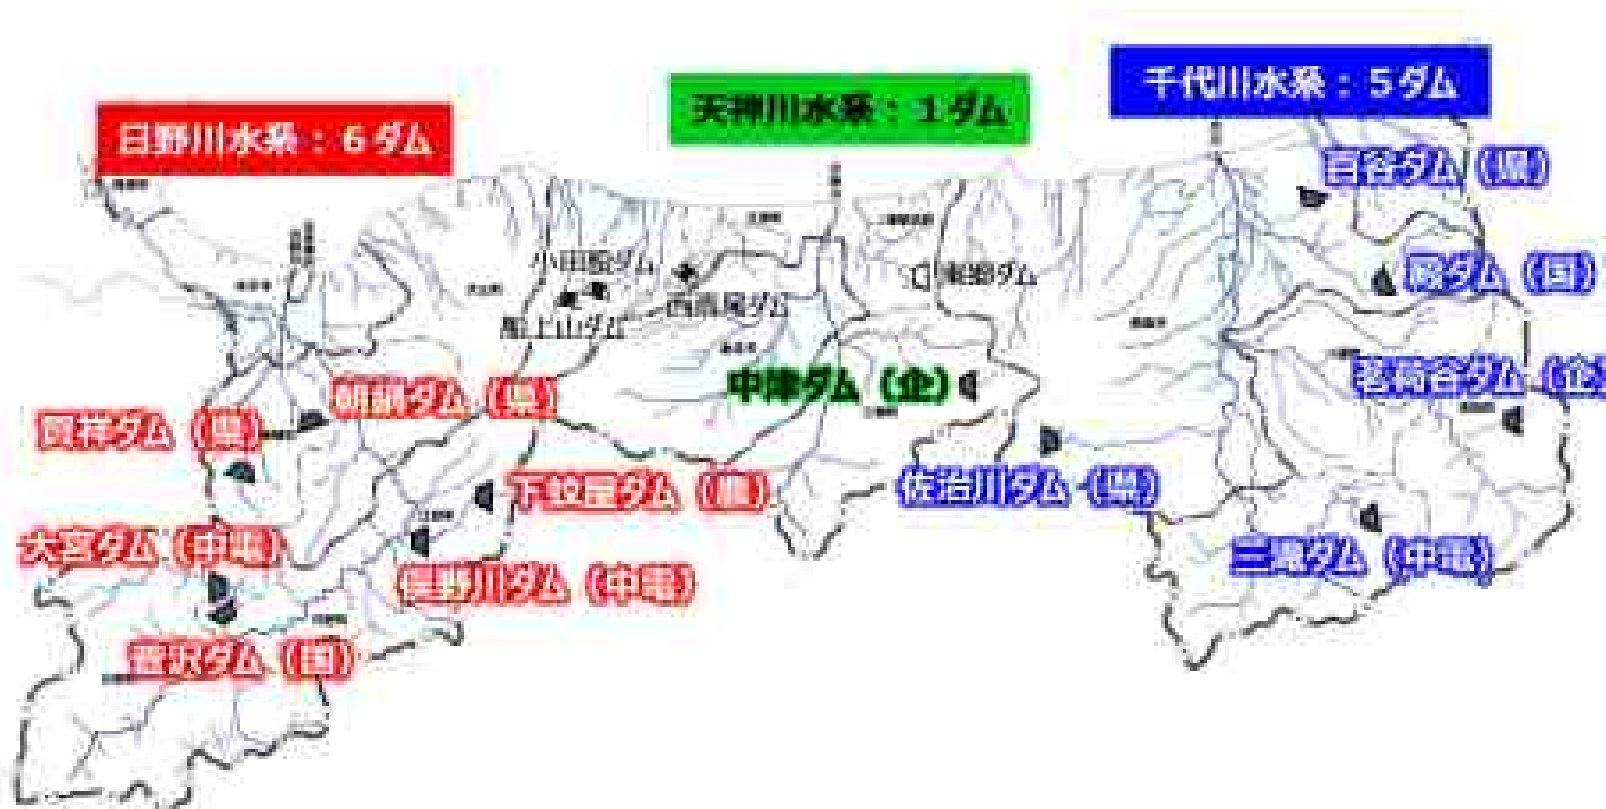 千代川水系：５ダム
天神川水系：１ダム
日野川水系：６ダム
百谷ダム（県）
殿ダム（国）
小田股ダム
西高尾ダム
東郷ダム
船上山ダム
茗荷谷ダム（企）
中津ダム（企）
朝鍋ダム（県）
賀祥ダム（県）
下蚊屋ダム（農）
佐治川ダム（県）
大宮ダム（中電）
三滝ダム（中電）
俣野川ダム（中電）
菅沢ダム（国）